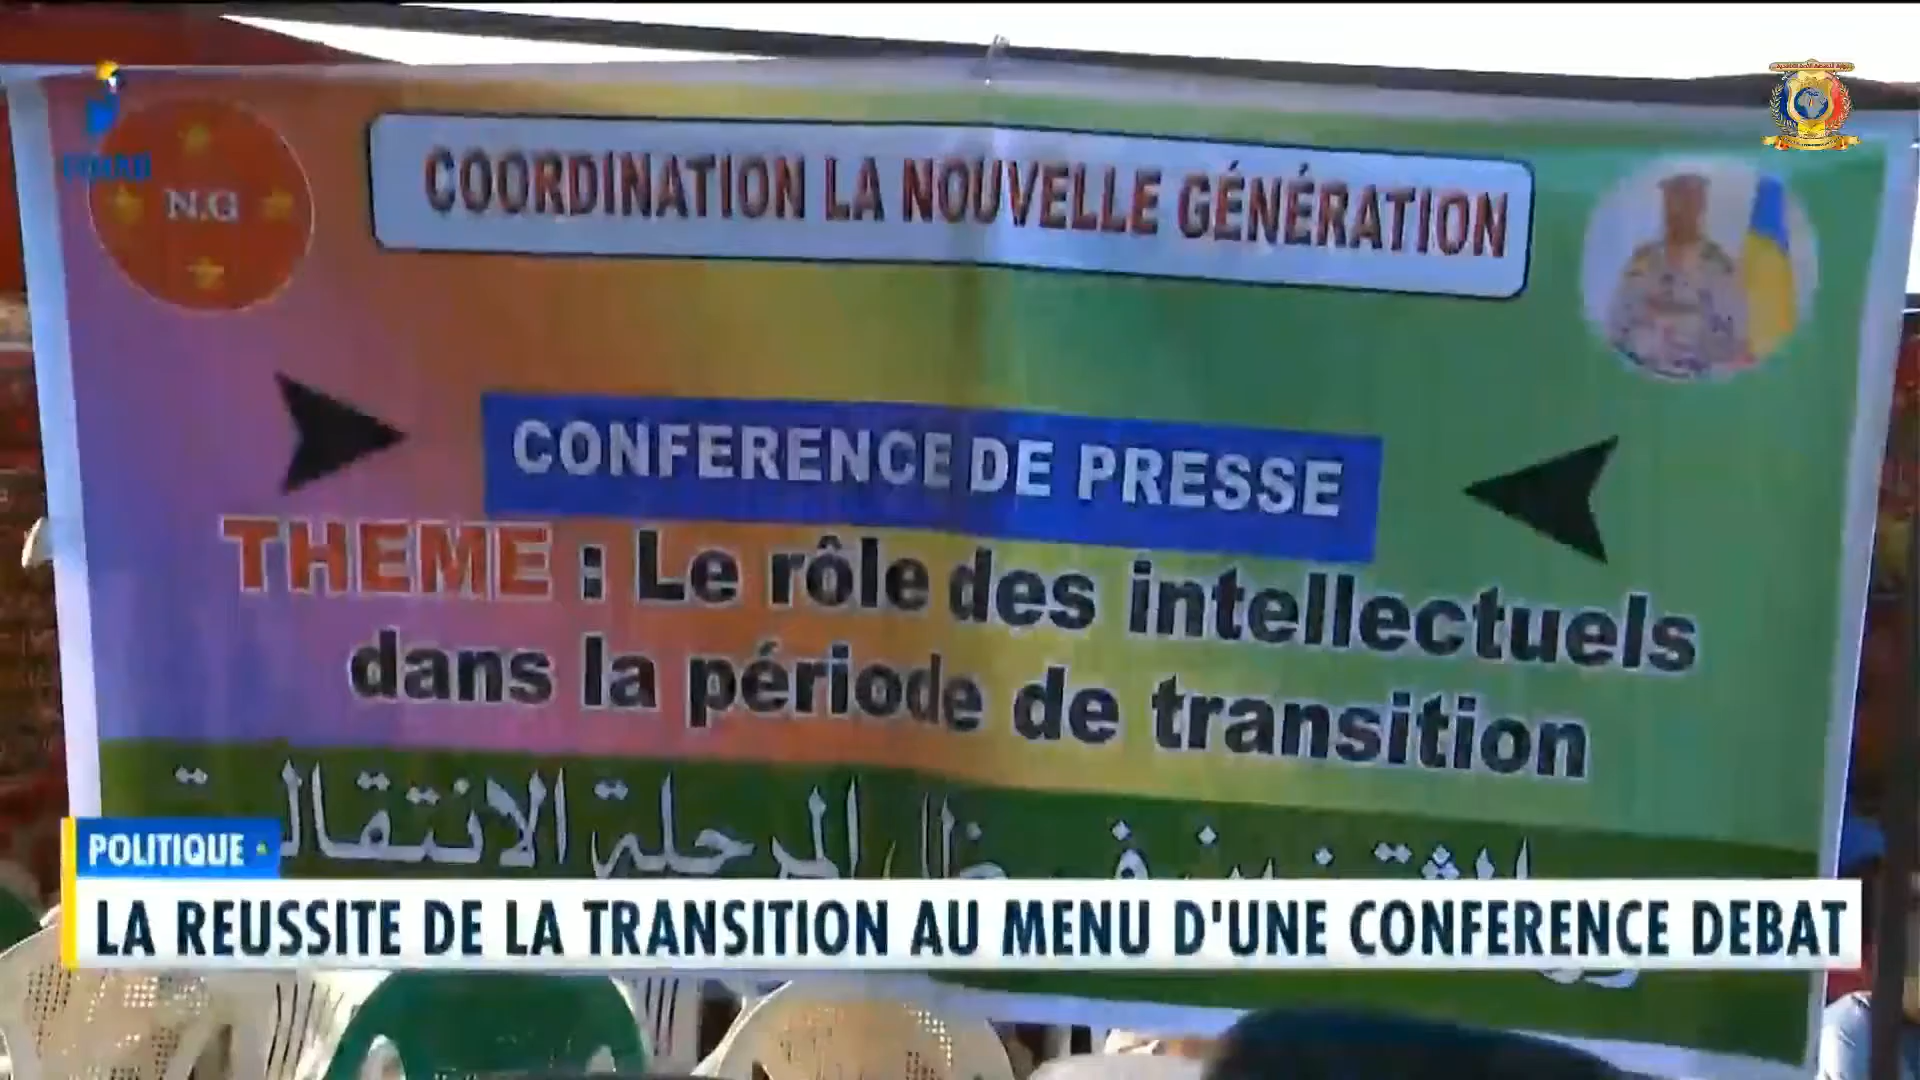 COORDINATION LA NOUVELLE GÉNÉRATION
N.G
CONFERENCE DE PRESSE
THEME : Le rôle des intellectuels
dans la période de transition
المرحلة الانتقالية
POLITIQUE
LA REUSSITE DE LA TRANSITION AU MENU D'UNE CONFERENCE DEBAT